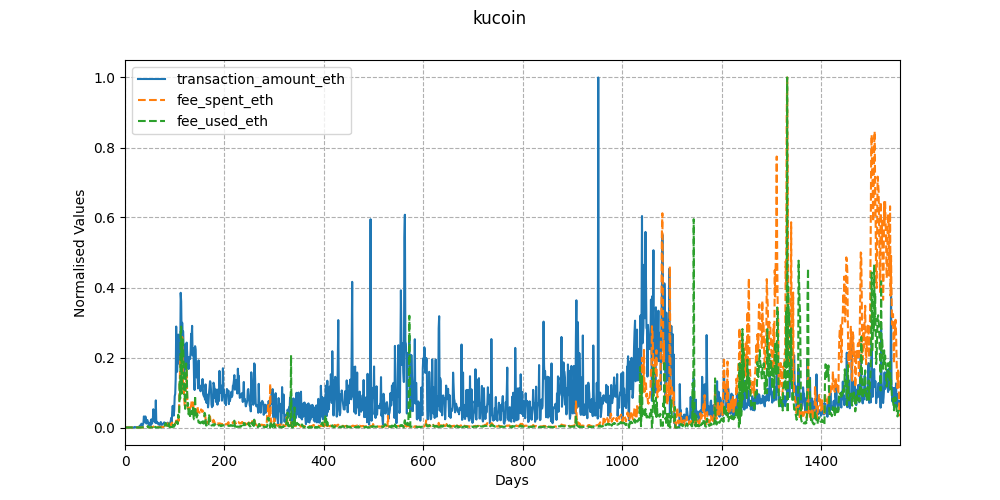 kucoin
transaction_amount_eth
fee_spent_eth
fee_used_eth
Normalised Values
1.0
0.8
0.6
0.4
0.2
0.0
0 200 400 600 800 1000 1200 1400
Days